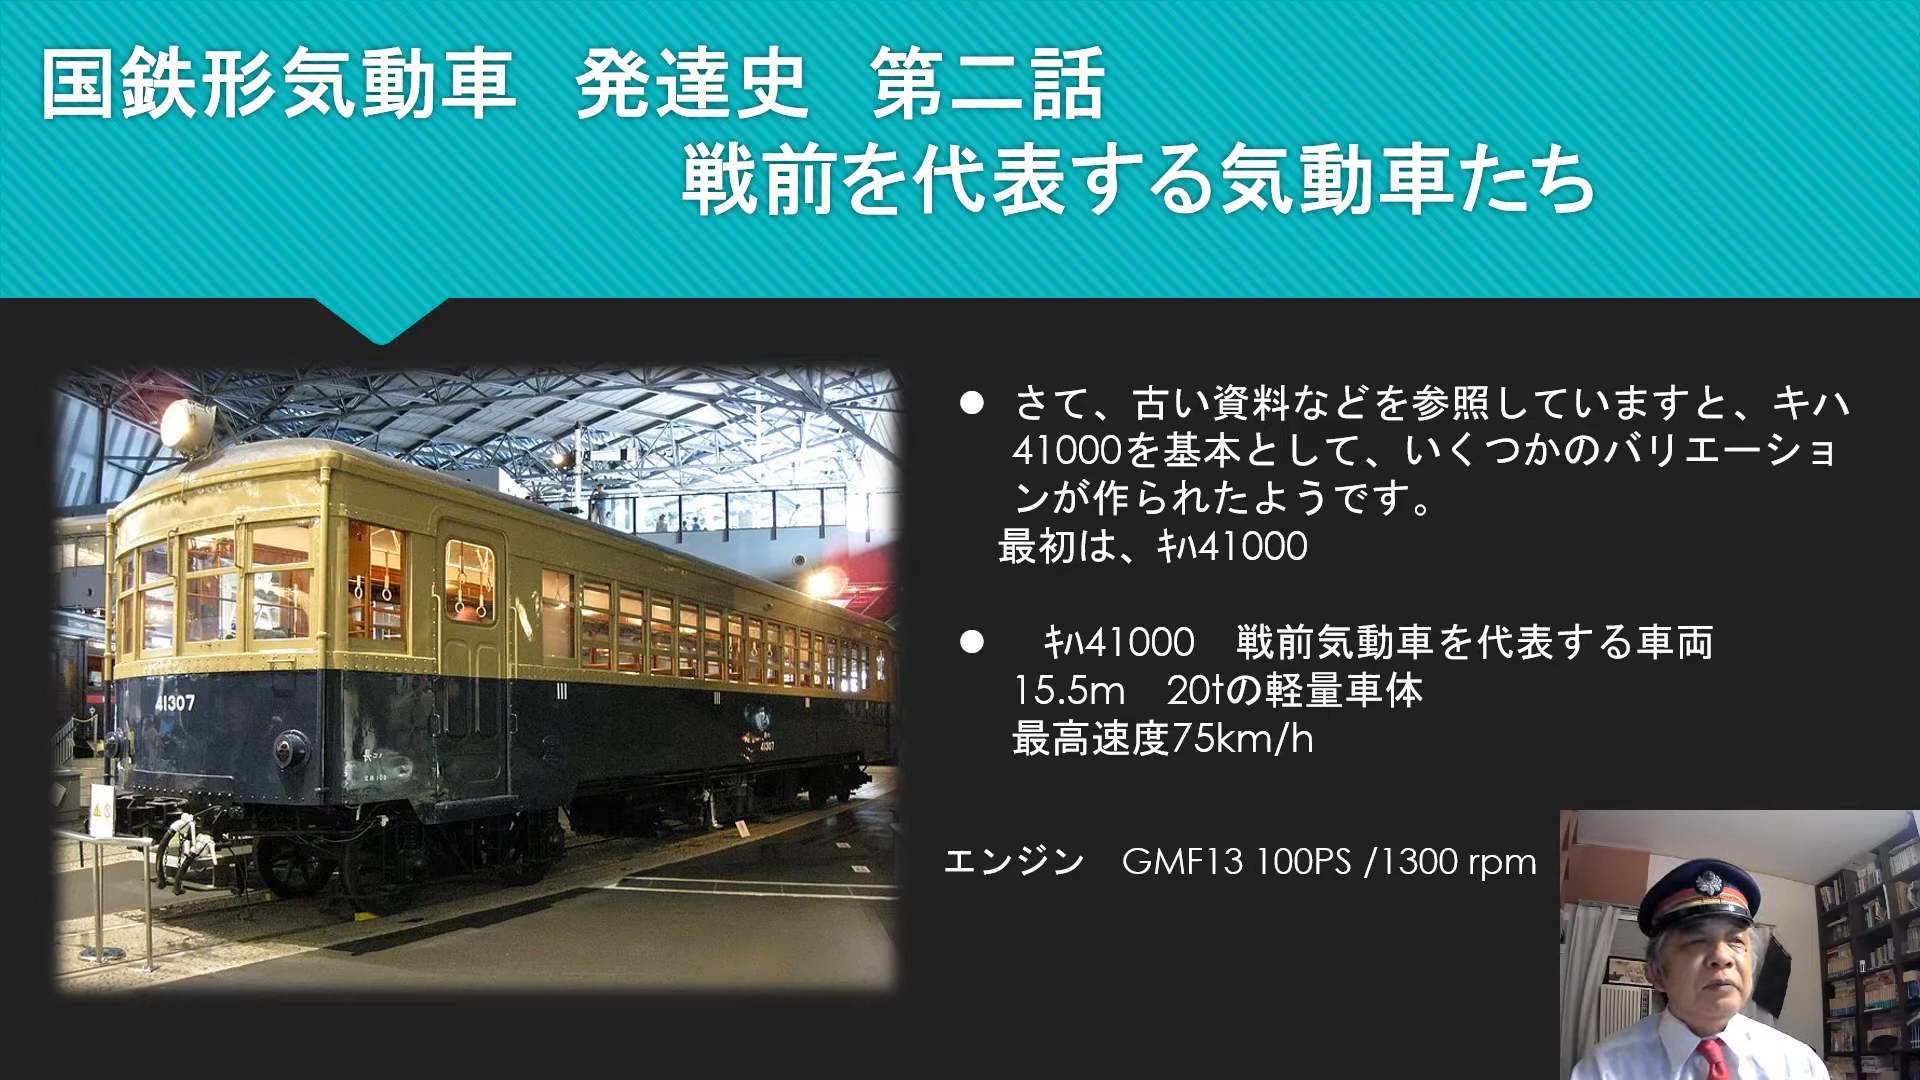 国鉄形気動車　発達史　第二話
戦前を代表する気動車たち
● さて、古い資料などを参照していますと、キハ
41000を基本として、いくつかのバリエーショ
ンが作られたようです。
最初は、ｷﾊ41000
● ｷﾊ41000　戦前気動車を代表する車両
15.5m　20tの軽量車体
最高速度75km/h
エンジン　GMF13 100PS /1300 rpm
41307
41307